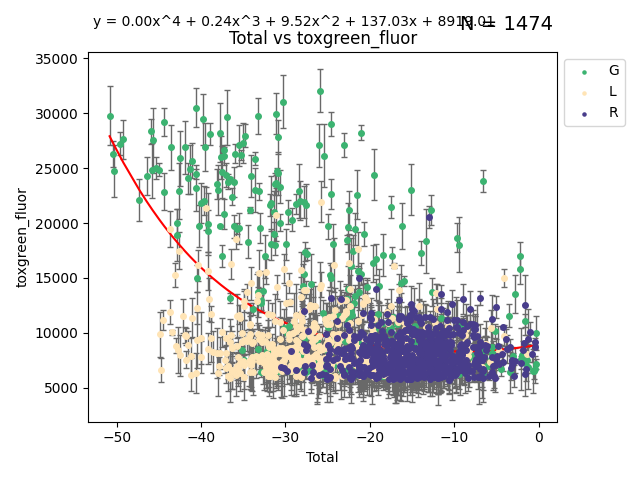 y = 0.00x^4 + 0.24x^3 + 9.52x^2 + 137.03x + 8919.01
N = 1474
Total vs toxgreen_fluor
35000
30000
25000
20000
15000
10000
5000
toxgreen_fluor
−50 −40 −30 −20 −10 0
Total
G
L
R